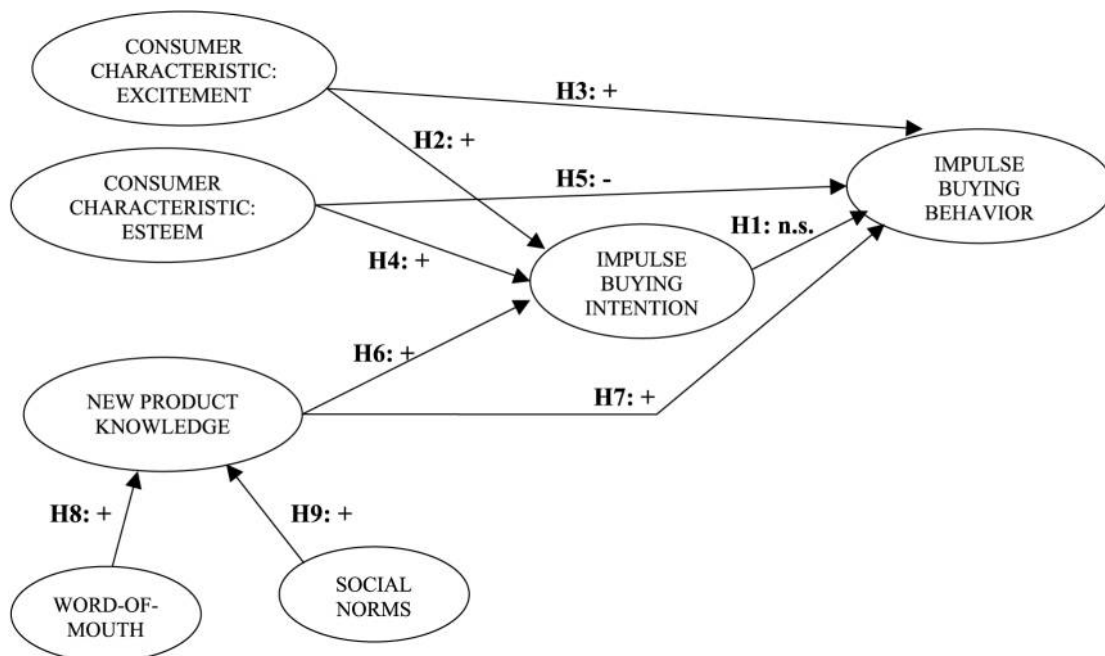 CONSUMER
CHARACTERISTIC:
EXCITEMENT
H3: +
H2: +
CONSUMER
CHARACTERISTIC:
ESTEEM
H5: -
IMPULSE
BUYING
BEHAVIOR
H1: n.s.
H4: +
IMPULSE
BUYING
INTENTION
H6: +
NEW PRODUCT
KNOWLEDGE
H7: +
H8: +
H9: +
WORD-OF-
MOUTH
SOCIAL
NORMS